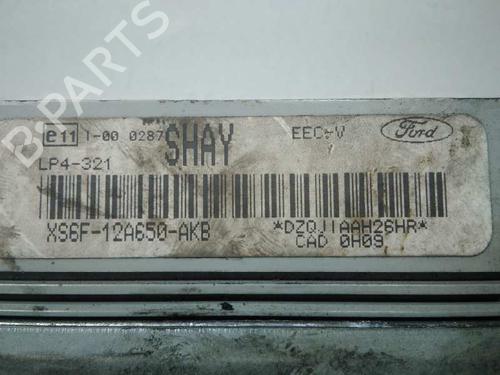 e11 1-00 0287 SHAY EEC-V Ford
LP4-321
XS6F-12A650-AKB *DZQJ1AAH26HR*
CAD 0H09
B-PARTS